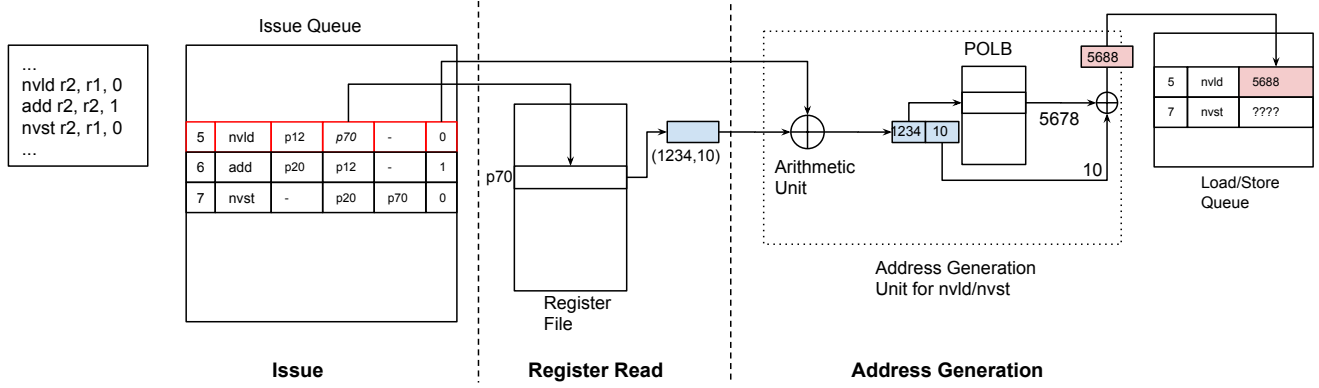 ...
nvld r2, r1, 0
add r2, r2, 1
nvst r2, r1, 0
...
Issue Queue
5 nvld p12 p70 - 0
6 add p20 p12 - 1
7 nvst - p20 p70 0
p70
Register
File
(1234,10)
Arithmetic
Unit
1234 10
POLB
5678
10
5688
Address Generation
Unit for nvld/nvst
5 nvld 5688
7 nvst ????
Load/Store
Queue
Issue
Register Read
Address Generation